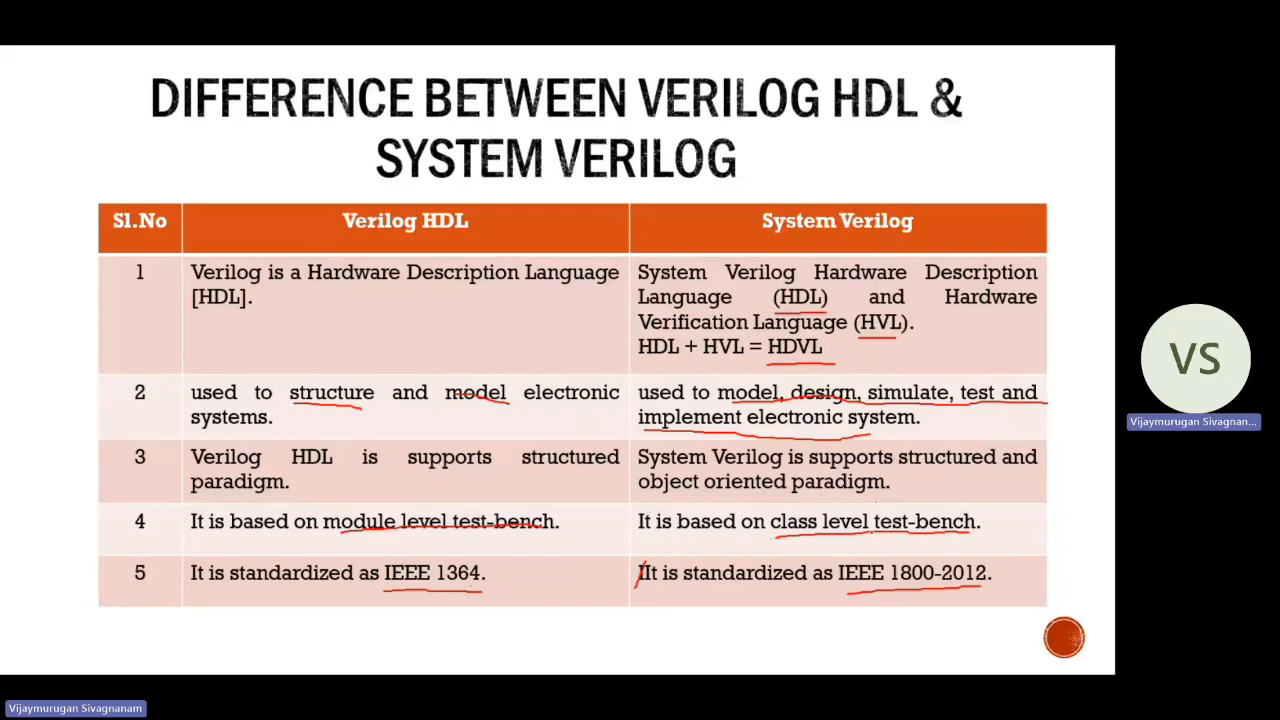 DIFFERENCE BETWEEN VERILOG HDL &
SYSTEM VERILOG
Sl.No Verilog HDL System Verilog
1 Verilog is a Hardware Description Language
[HDL].
System Verilog Hardware Description
Language (HDL) and Hardware
Verification Language (HVL).
HDL + HVL = HDVL
2 used to structure and model electronic
systems.
used to model, design, simulate, test and
implement electronic system.
3 Verilog HDL is supports structured
paradigm.
System Verilog is supports structured and
object oriented paradigm.
4 It is based on module level test-bench.
It is based on class level test-bench.
5 It is standardized as IEEE 1364.
IIt is standardized as IEEE 1800-2012.
VS
Vijaymurugan Sivagnan...
Vijaymurugan Sivagnanam